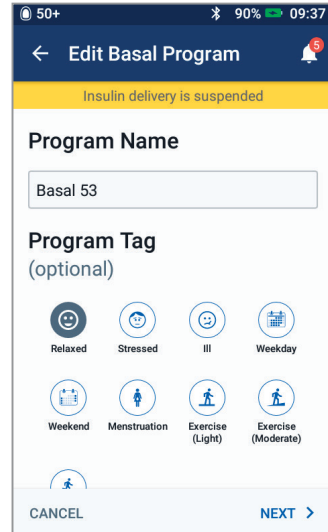 50+ 90% 09:37
Edit Basal Program 5
Insulin delivery is suspended
Program Name
Basal 53
Program Tag
(optional)
Relaxed Stressed Ill Weekday
Weekend Menstruation Exercise Exercise
(Light) (Moderate)
CANCEL NEXT